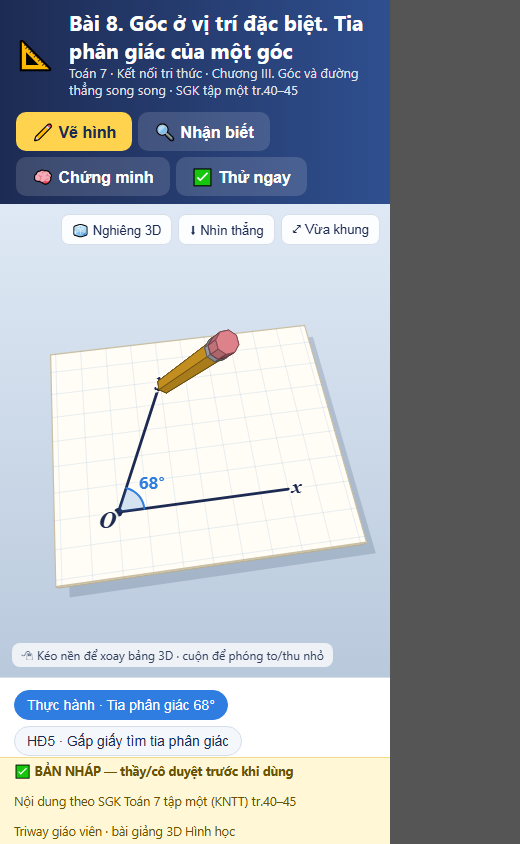 Bài 8. Góc ở vị trí đặc biệt. Tia
phân giác của một góc
Toán 7 · Kết nối tri thức · Chương III. Góc và đường
thẳng song song · SGK tập một tr.40–45
Vẽ hình
Nhận biết
Chứng minh
Thử ngay
Nghiêng 3D
Nhìn thẳng
Vừa khung
68°
O
x
Kéo nền để xoay bảng 3D · cuộn để phóng to/thu nhỏ
Thực hành · Tia phân giác 68°
HĐ5 · Gấp giấy tìm tia phân giác
BẢN NHÁP — thầy/cô duyệt trước khi dùng
Nội dung theo SGK Toán 7 tập một (KNTT) tr.40–45
Triway giáo viên · bài giảng 3D Hình học